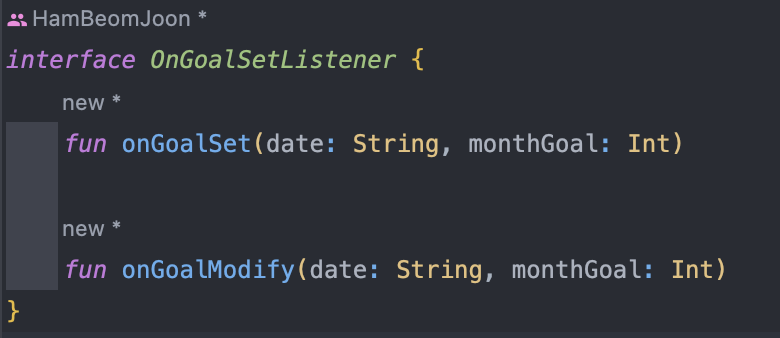 HamBeomJoon *
interface OnGoalSetListener {
new *
fun onGoalSet(date: String, monthGoal: Int)
new *
fun onGoalModify(date: String, monthGoal: Int)
}